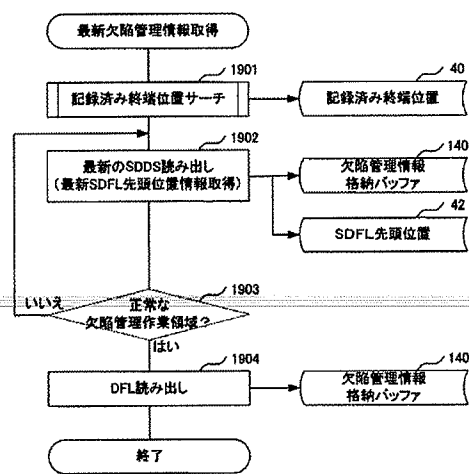 最新欠陥管理情報取得
1901
記録済み終端位置サーチ
40
記録済み終端位置
1902
最新のSDDS読み出し
(最新SDFL先頭位置情報取得)
140
欠陥管理情報
格納バッファ
42
SDFL先頭位置
1903
いいえ
正常な
欠陥管理作業領域?
はい
1904
DFL読み出し
140
欠陥管理情報
格納バッファ
終了